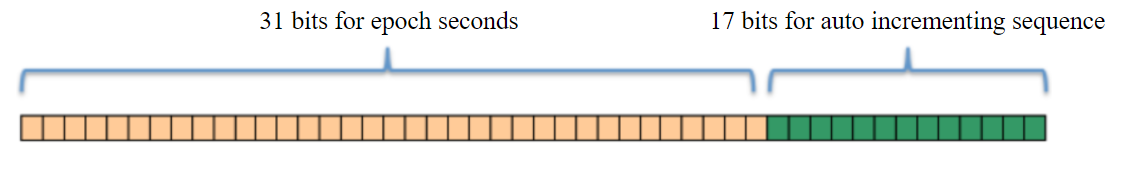 31 bits for epoch seconds
17 bits for auto incrementing sequence